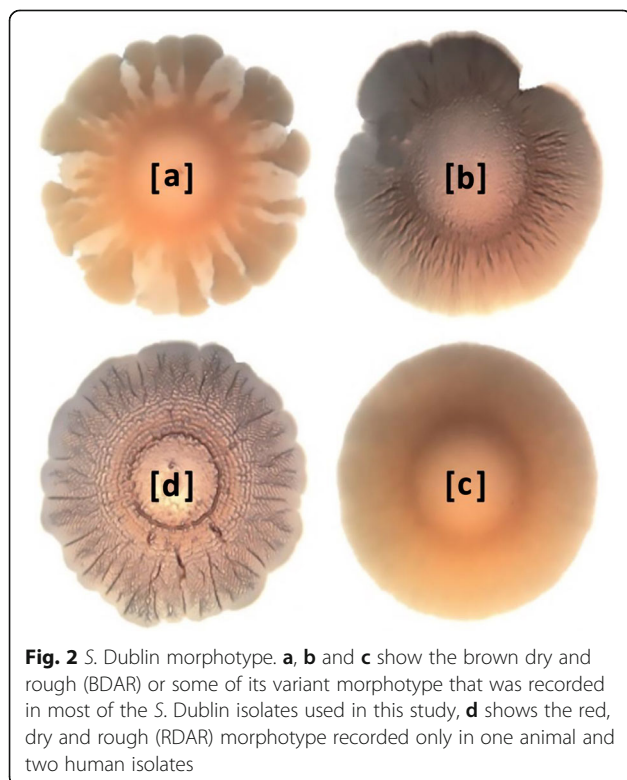 [a]
[b]
[d]
[c]
Fig. 2 S. Dublin morphotype. a, b and c show the brown dry and
rough (BDAR) or some of its variant morphotype that was recorded
in most of the S. Dublin isolates used in this study, d shows the red,
dry and rough (RDAR) morphotype recorded only in one animal and
two human isolates